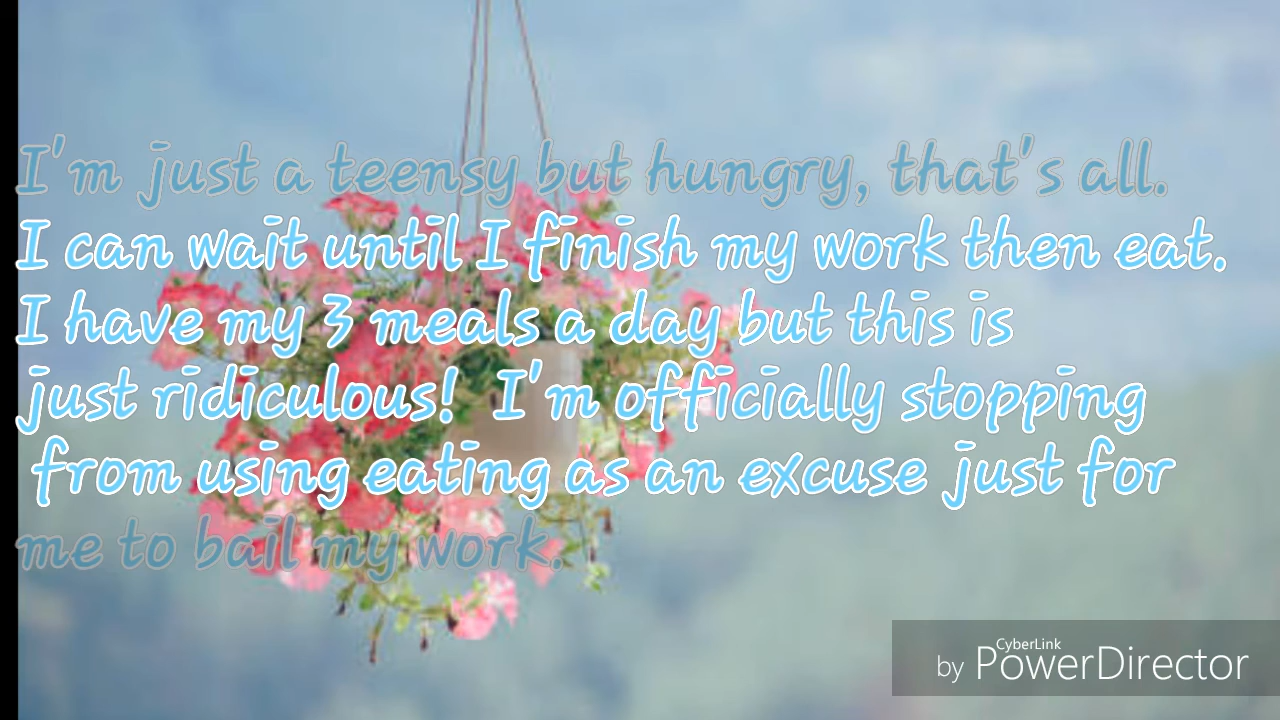 I'm just a teensy but hungry, that's all.
I can wait until I finish my work then eat.
I have my 3 meals a day but this is
just ridiculous!  I'm officially stopping
from using eating as an excuse just for
me to bail my work.
by CyberLink PowerDirector